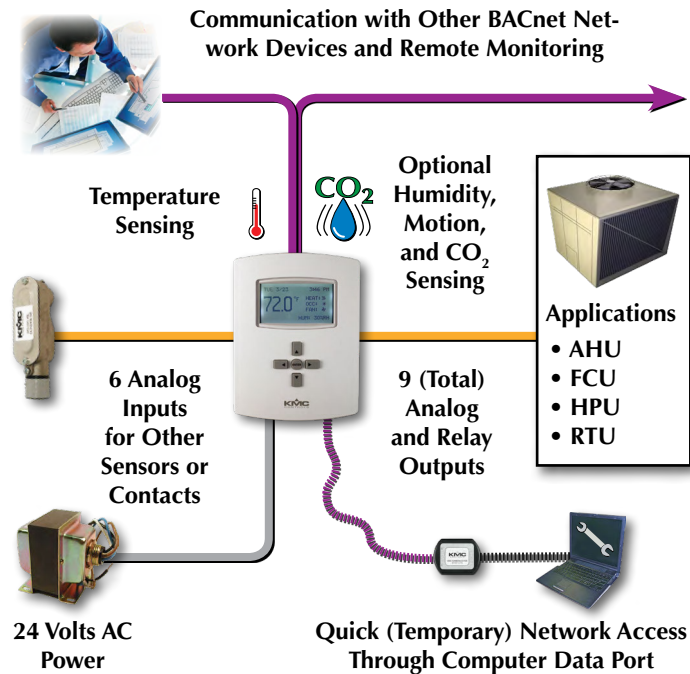 Communication with Other BACnet Net-
work Devices and Remote Monitoring
Temperature
Sensing
CO2
Optional
Humidity,
Motion,
and CO2
Sensing
72.0°F
KMC
6 Analog
Inputs
for Other
Sensors or
Contacts
9 (Total)
Analog
and Relay
Outputs
Applications
• AHU
• FCU
• HPU
• RTU
KMC
24 Volts AC
Power
Quick (Temporary) Network Access
Through Computer Data Port